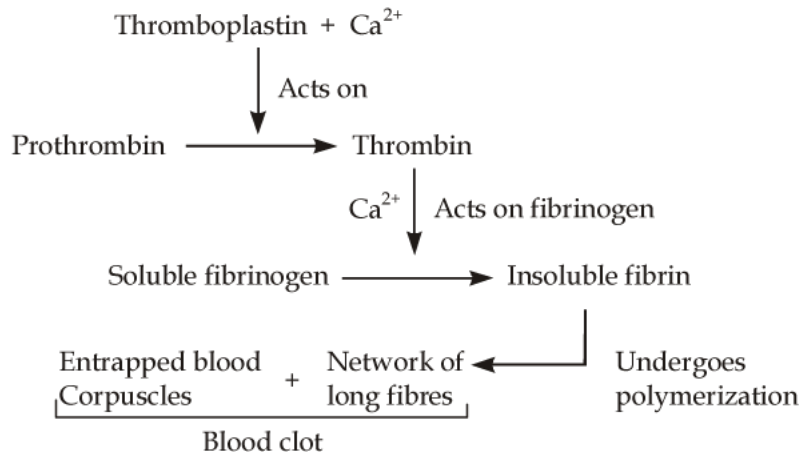 Thromboplastin + Ca²⁺
Acts on
Prothrombin
Thrombin
Ca²⁺
Acts on fibrinogen
Soluble fibrinogen
Insoluble fibrin
Entrapped blood
Corpuscles
+
Network of
long fibres
Undergoes
polymerization
Blood clot